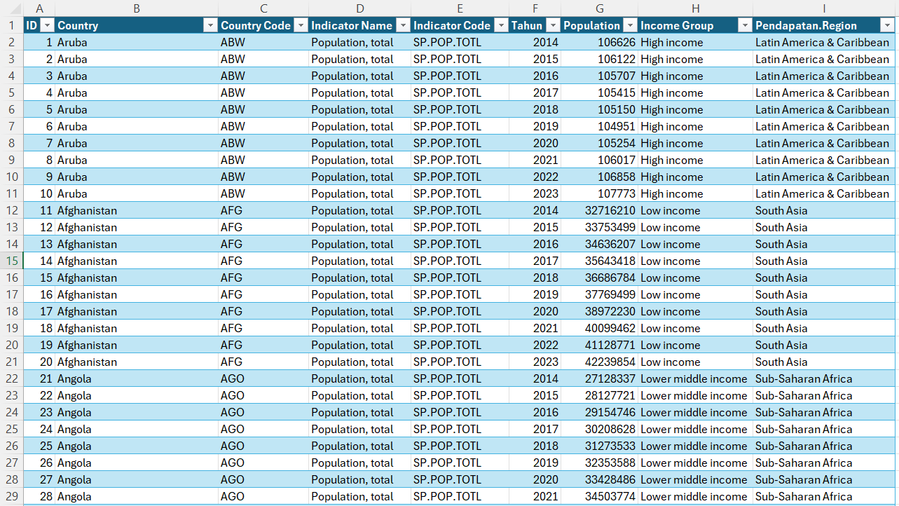 A B C D E F G H I
1 ID Country Country Code Indicator Name Indicator Code Tahun Population Income Group Pendapatan.Region
2 1 Aruba ABW Population, total SP.POP.TOTL 2014 106626 High income Latin America & Caribbean
3 2 Aruba ABW Population, total SP.POP.TOTL 2015 106122 High income Latin America & Caribbean
4 3 Aruba ABW Population, total SP.POP.TOTL 2016 105707 High income Latin America & Caribbean
5 4 Aruba ABW Population, total SP.POP.TOTL 2017 105415 High income Latin America & Caribbean
6 5 Aruba ABW Population, total SP.POP.TOTL 2018 105150 High income Latin America & Caribbean
7 6 Aruba ABW Population, total SP.POP.TOTL 2019 104951 High income Latin America & Caribbean
8 7 Aruba ABW Population, total SP.POP.TOTL 2020 105254 High income Latin America & Caribbean
9 8 Aruba ABW Population, total SP.POP.TOTL 2021 106017 High income Latin America & Caribbean
10 9 Aruba ABW Population, total SP.POP.TOTL 2022 106858 High income Latin America & Caribbean
11 10 Aruba ABW Population, total SP.POP.TOTL 2023 107773 High income Latin America & Caribbean
12 11 Afghanistan AFG Population, total SP.POP.TOTL 2014 32716210 Low income South Asia
13 12 Afghanistan AFG Population, total SP.POP.TOTL 2015 33753499 Low income South Asia
14 13 Afghanistan AFG Population, total SP.POP.TOTL 2016 34636207 Low income South Asia
15 14 Afghanistan AFG Population, total SP.POP.TOTL 2017 35643418 Low income South Asia
16 15 Afghanistan AFG Population, total SP.POP.TOTL 2018 36686784 Low income South Asia
17 16 Afghanistan AFG Population, total SP.POP.TOTL 2019 37769499 Low income South Asia
18 17 Afghanistan AFG Population, total SP.POP.TOTL 2020 38972230 Low income South Asia
19 18 Afghanistan AFG Population, total SP.POP.TOTL 2021 40099462 Low income South Asia
20 19 Afghanistan AFG Population, total SP.POP.TOTL 2022 41128771 Low income South Asia
21 20 Afghanistan AFG Population, total SP.POP.TOTL 2023 42239854 Low income South Asia
22 21 Angola AGO Population, total SP.POP.TOTL 2014 27128337 Lower middle income Sub-Saharan Africa
23 22 Angola AGO Population, total SP.POP.TOTL 2015 28127721 Lower middle income Sub-Saharan Africa
24 23 Angola AGO Population, total SP.POP.TOTL 2016 29154746 Lower middle income Sub-Saharan Africa
25 24 Angola AGO Population, total SP.POP.TOTL 2017 30208628 Lower middle income Sub-Saharan Africa
26 25 Angola AGO Population, total SP.POP.TOTL 2018 31273533 Lower middle income Sub-Saharan Africa
27 26 Angola AGO Population, total SP.POP.TOTL 2019 32353588 Lower middle income Sub-Saharan Africa
28 27 Angola AGO Population, total SP.POP.TOTL 2020 33428486 Lower middle income Sub-Saharan Africa
29 28 Angola AGO Population, total SP.POP.TOTL 2021 34503774 Lower middle income Sub-Saharan Africa